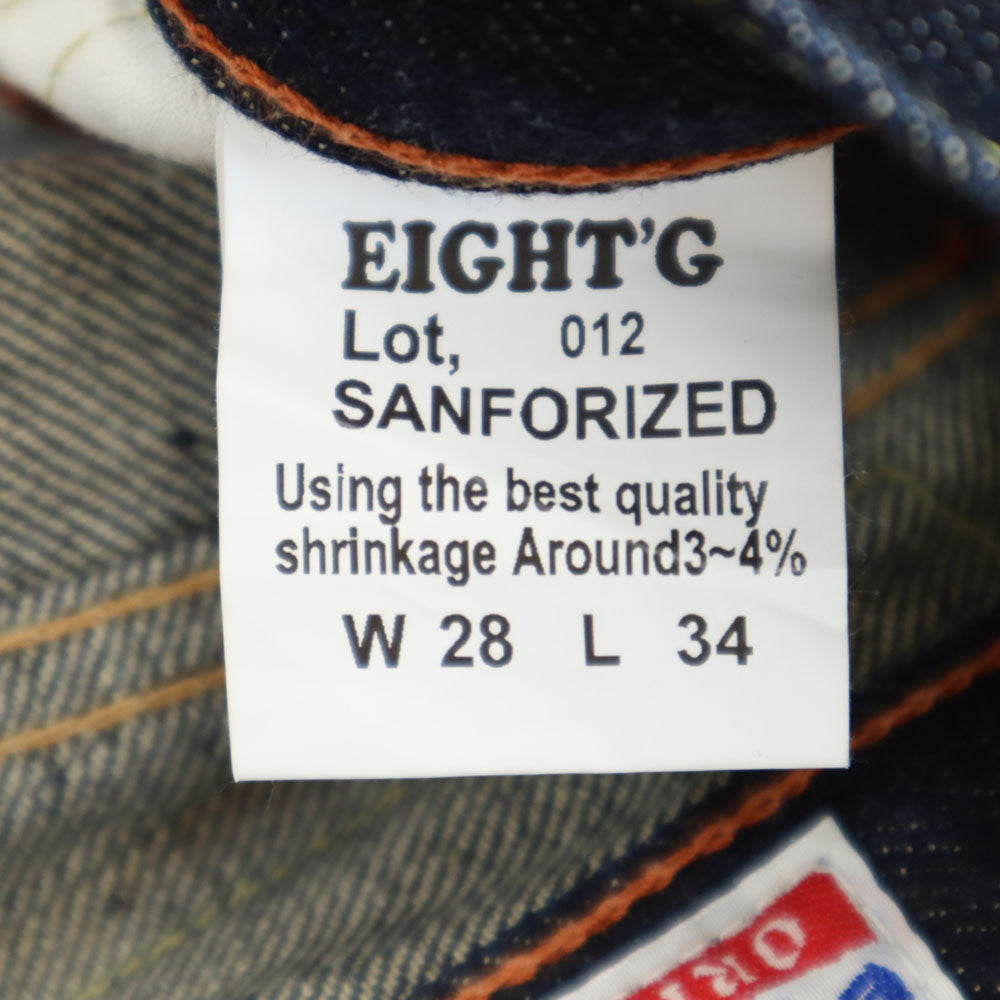 EIGHT'G
Lot, 012
SANFORIZED
Using the best quality
shrinkage Around3~4%
W 28 L 34